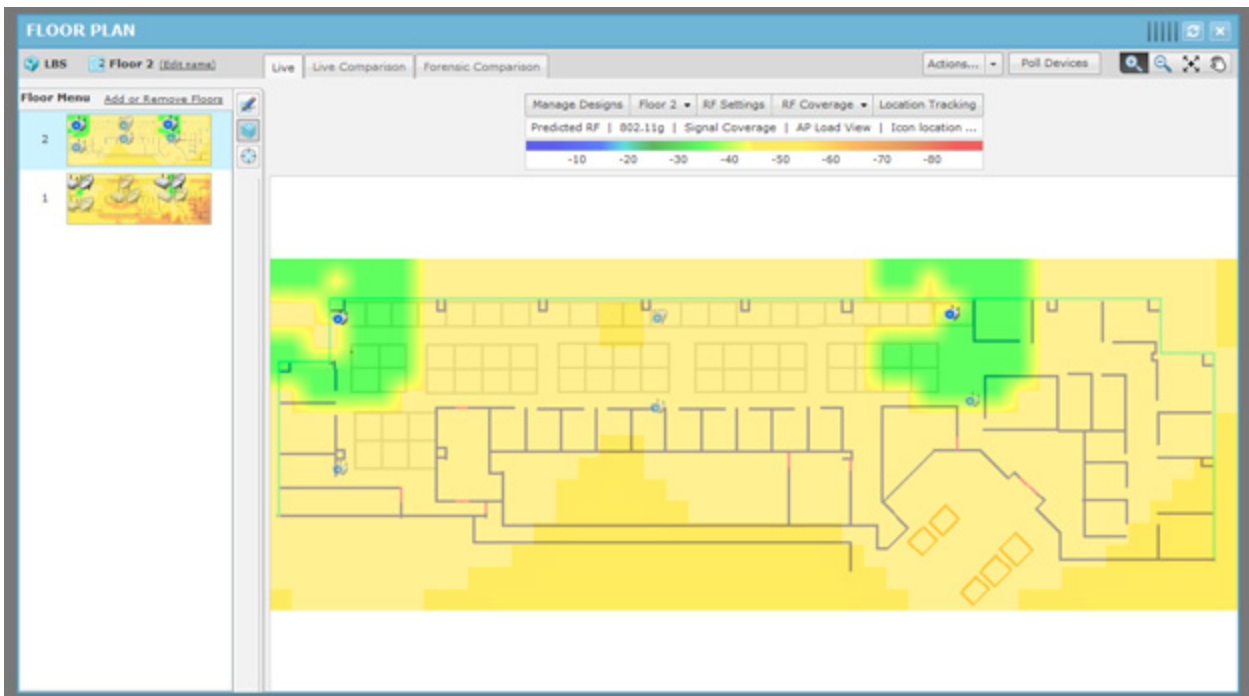 FLOOR PLAN
LBS Floor 2 (Edit name) Live Live Comparison Forensic Comparison Actions... Poll Devices
Floor Menu Add or Remove Floors
Manage Designs Floor 2 RF Settings RF Coverage Location Tracking
Predicted RF | 802.11g | Signal Coverage | AP Load View | Icon location ...
-10 -20 -30 -40 -50 -60 -70 -80
2
1